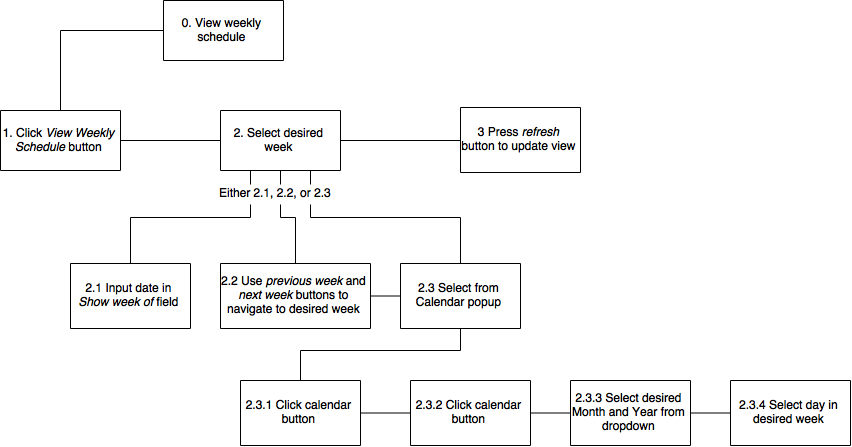 0. View weekly
schedule
1. Click View Weekly
Schedule button
2. Select desired
week
3 Press refresh
button to update view
Either 2.1, 2.2, or 2.3
2.1 Input date in
Show week of field
2.2 Use previous week and
next week buttons to
navigate to desired week
2.3 Select from
Calendar popup
2.3.1 Click calendar
button
2.3.2 Click calendar
button
2.3.3 Select desired
Month and Year from
dropdown
2.3.4 Select day in
desired week